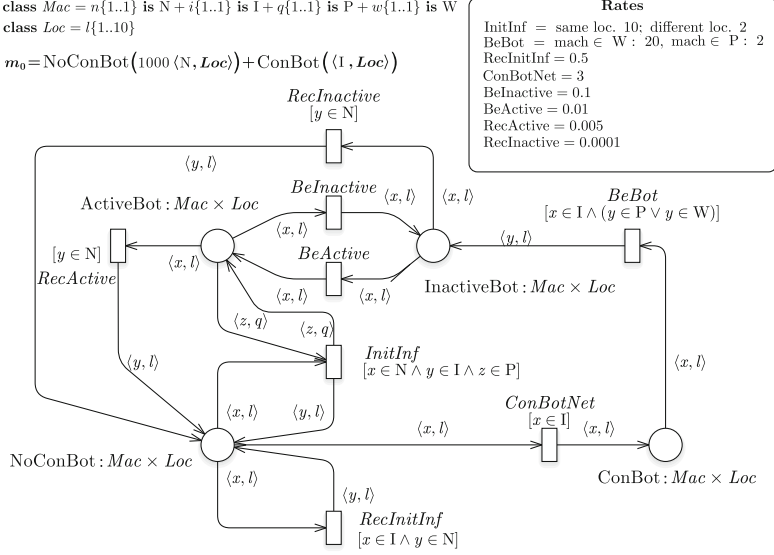 class Mac = n{1..1} is N + i{1..1} is I + q{1..1} is P + w{1..1} is W
class Loc = l{1..10}
m₀=NoConBot(1000 ⟨N, Loc⟩)+ConBot(⟨I , Loc⟩)
Rates
InitInf = same loc. 10; different loc. 2
BeBot = mach ∈ W : 20, mach ∈ P : 2
RecInitInf = 0.5
ConBotNet = 3
BeInactive = 0.1
BeActive = 0.01
RecActive = 0.005
RecInactive = 0.0001
RecInactive
[y ∈ N]
⟨y, l⟩
ActiveBot : Mac × Loc
BeInactive
⟨x, l⟩
⟨x, l⟩
BeBot
[x ∈ I ∧ (y ∈ P ∨ y ∈ W)]
⟨x, l⟩
[y ∈ N]
RecActive
⟨x, l⟩
BeActive
⟨y, l⟩
InactiveBot : Mac × Loc
⟨x, l⟩
⟨x, l⟩
⟨z, q⟩
⟨z, q⟩
InitInf
[x ∈ N ∧ y ∈ I ∧ z ∈ P]
⟨y, l⟩
⟨x, l⟩
⟨x, l⟩
⟨y, l⟩
ConBotNet
[x ∈ I]
⟨x, l⟩
⟨x, l⟩
NoConBot : Mac × Loc
⟨x, l⟩
ConBot : Mac × Loc
⟨y, l⟩
RecInitInf
[x ∈ I ∧ y ∈ N]